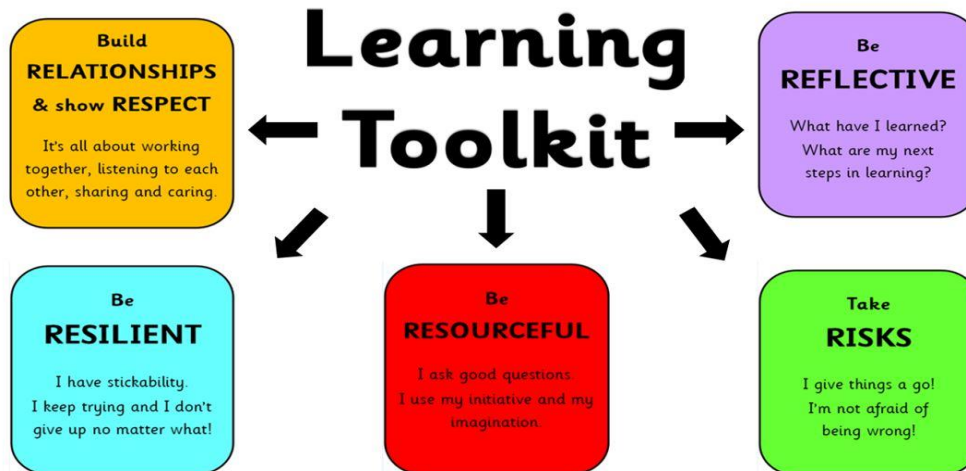 Learning
Toolkit
Build
RELATIONSHIPS
& show RESPECT
It's all about working
together, listening to each
other, sharing and caring.
Be
REFLECTIVE
What have I learned?
What are my next
steps in learning?
Be
RESILIENT
I have stickability.
I keep trying and I don't
give up no matter what!
Be
RESOURCEFUL
I ask good questions.
I use my initiative and my
imagination.
Take
RISKS
I give things a go!
I'm not afraid of
being wrong!